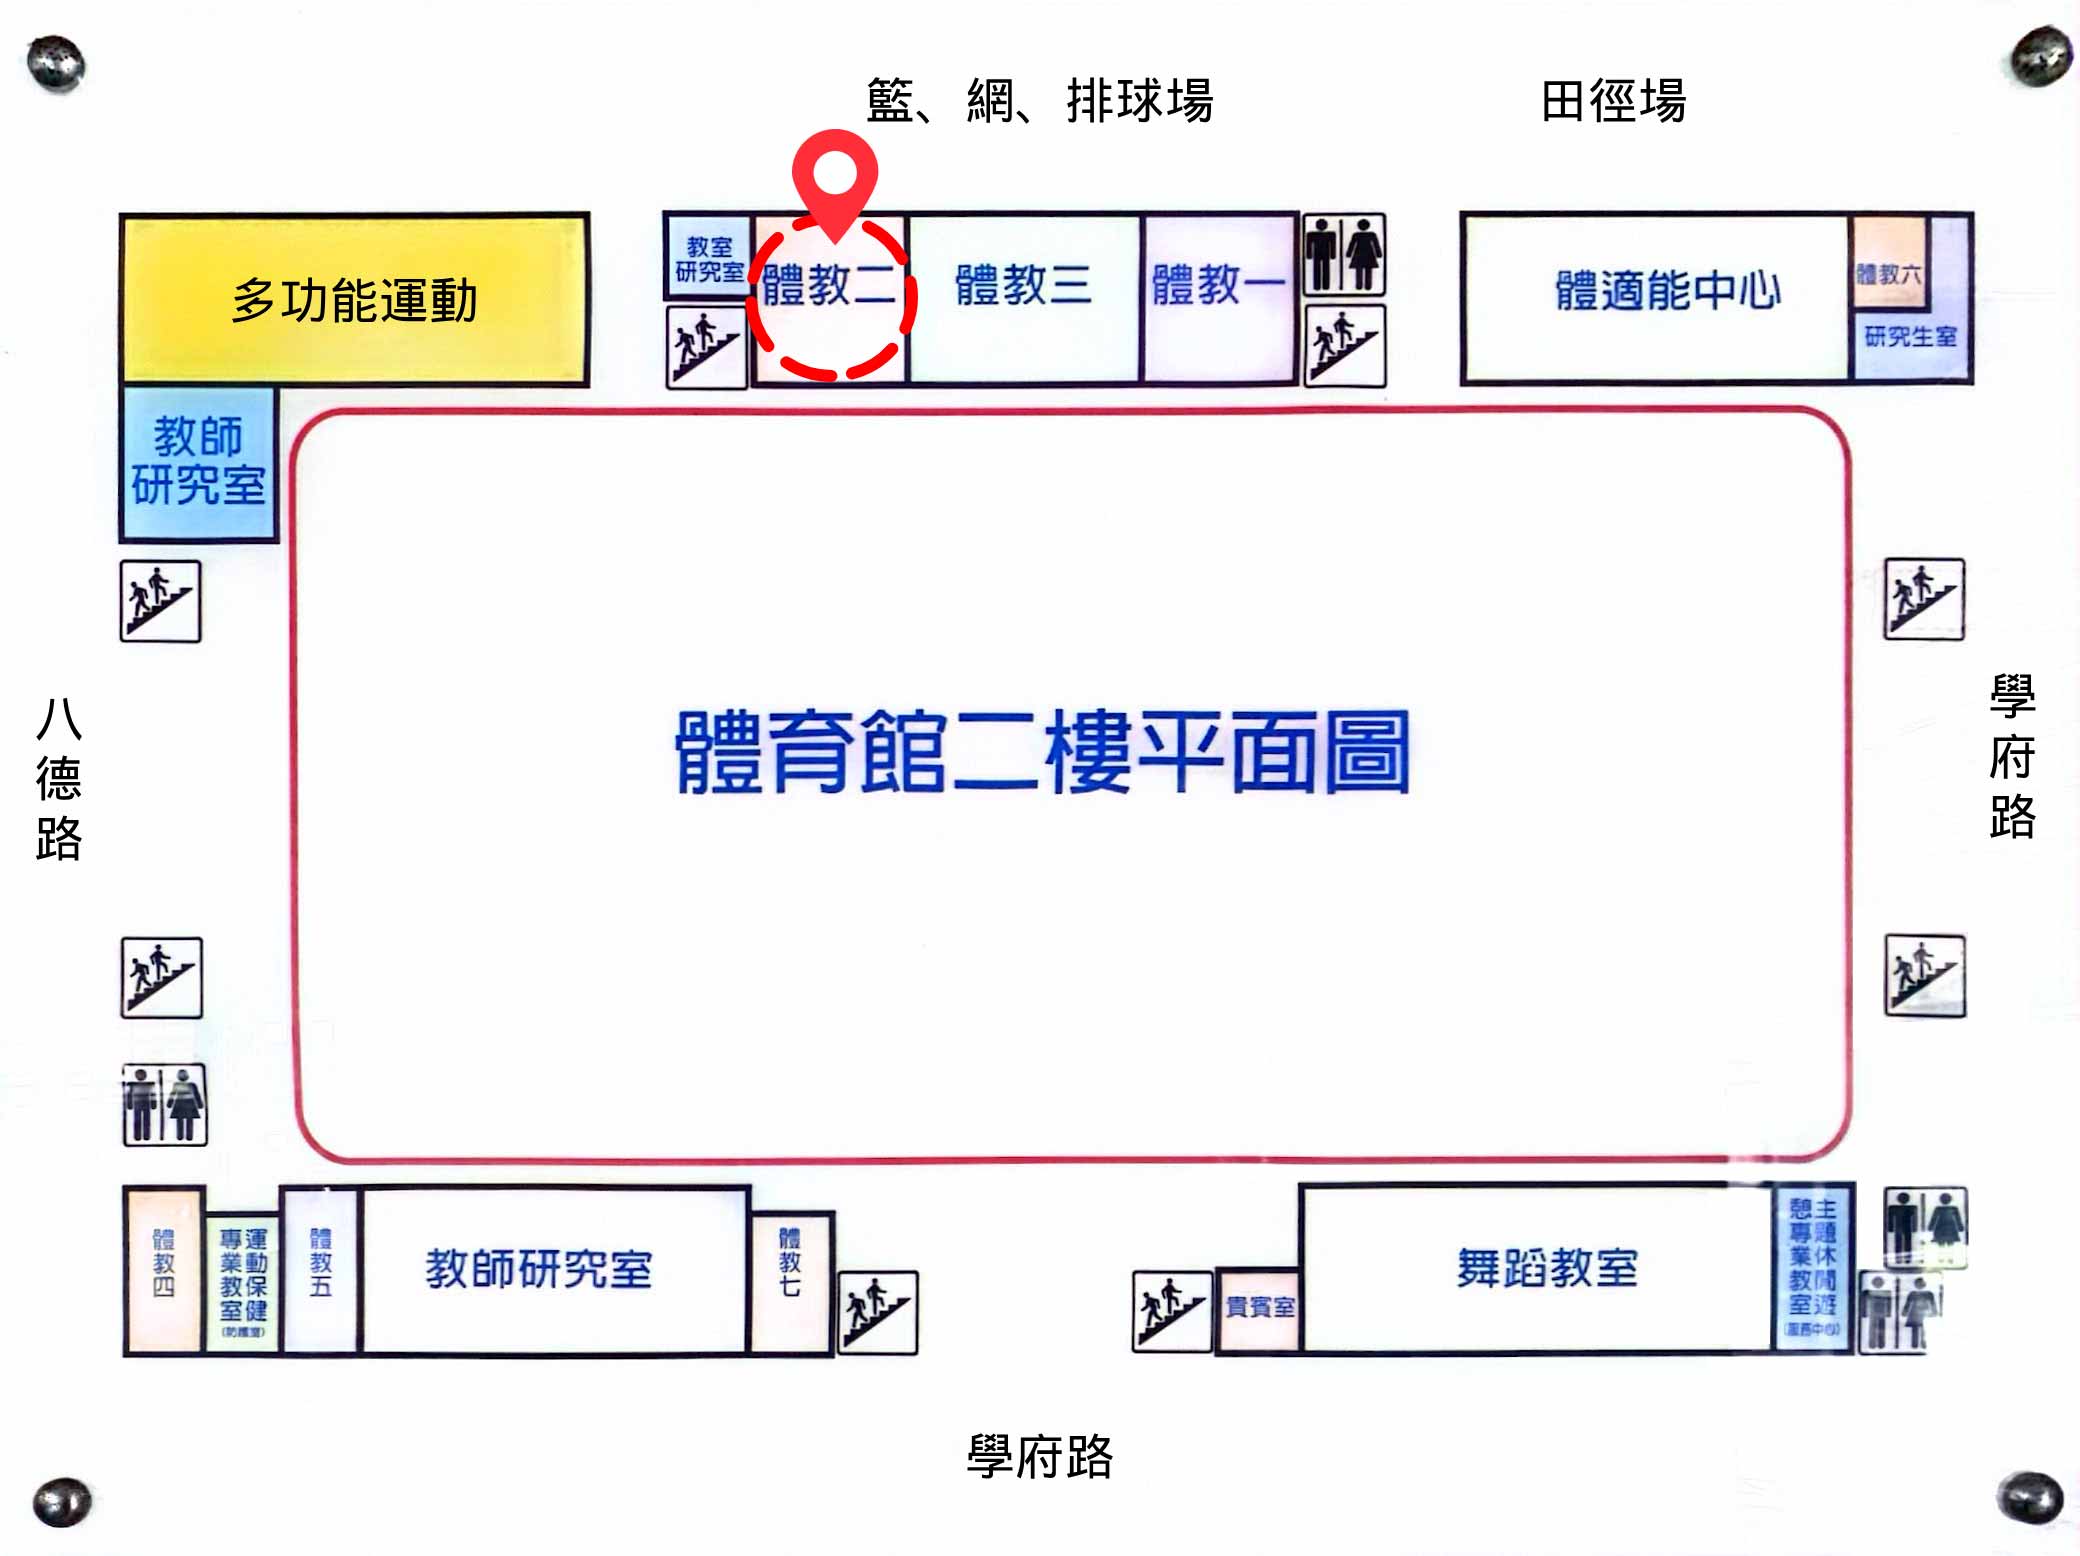 籃、網、排球場
田徑場
多功能運動
教室
研究室
體教二
體教三
體教一
體適能中心
體教六
研究生室
教師
研究室
八德路
體育館二樓平面圖
學府路
體教四
運動保健
專業教室
(防護室)
體教五
教師研究室
體教七
貴賓室
舞蹈教室
主題休閒遊
憩專業教室
(服務中心)
學府路